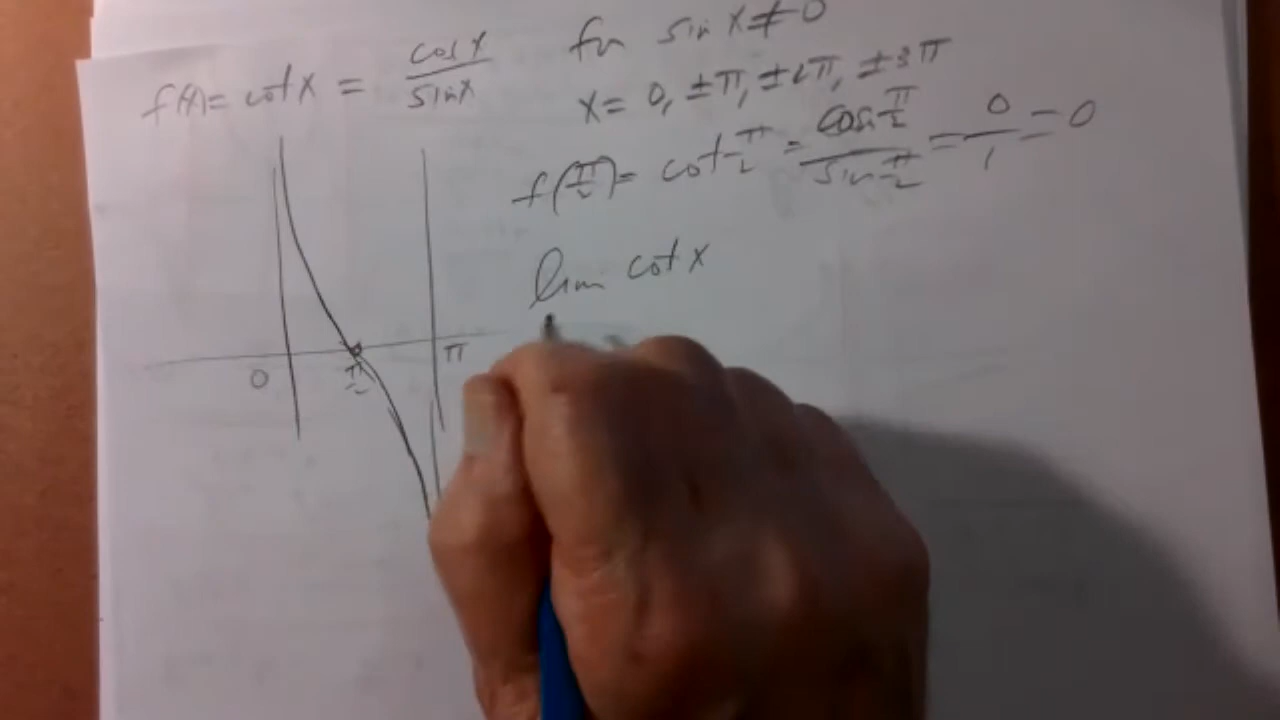 f(x) = cot x = cos x / sin x for sin x ≠ 0
x = 0, ±π, ±2π, ±3π
f(π/2) = cot π/2 = cos π/2 / sin π/2 = 0/1 = 0
lim cot x
0 π/2 π